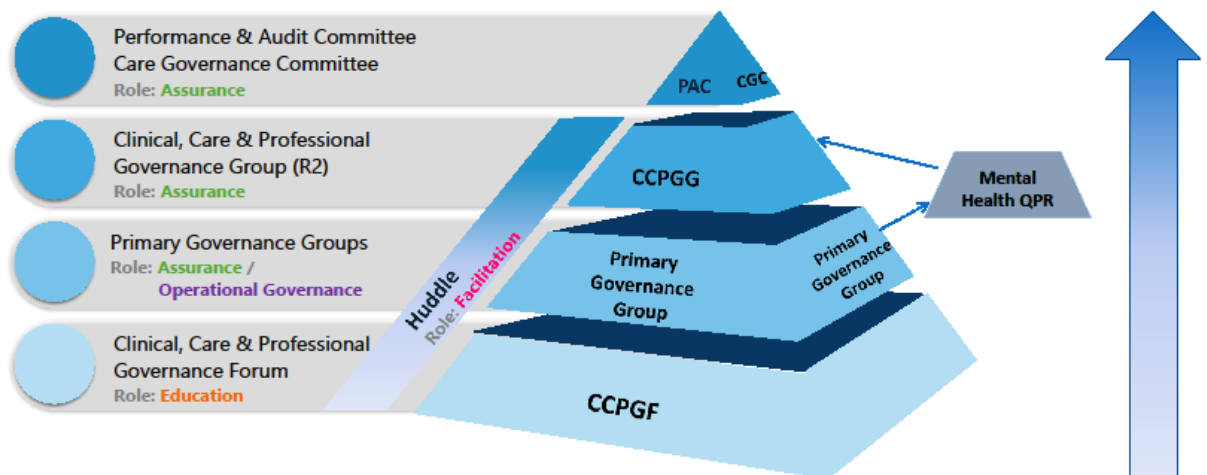 Performance & Audit Committee
Care Governance Committee
Role: Assurance
PAC
CGC
Clinical, Care & Professional
Governance Group (R2)
Role: Assurance
CCPGG
Mental
Health QPR
Primary Governance Groups
Role: Assurance /
Operational Governance
Huddle
Role: Facilitation
Primary
Governance
Group
Primary
Governance
Group
Clinical, Care & Professional
Governance Forum
Role: Education
CCPGF